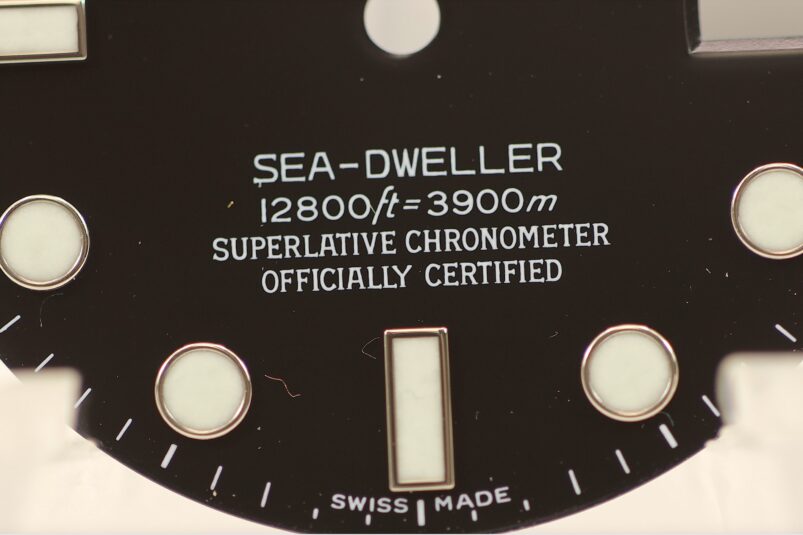 SEA-DWELLER
12800ft=3900m
SUPERLATIVE CHRONOMETER
OFFICIALLY CERTIFIED
SWISS MADE